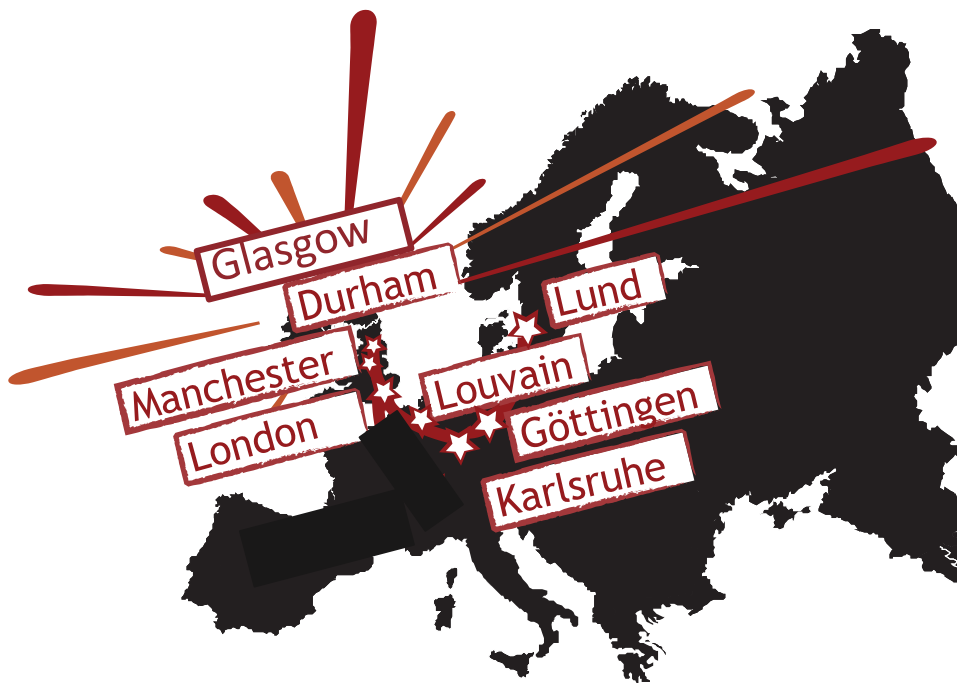 Glasgow
Durham
Lund
Manchester
Louvain
London
Göttingen
Karlsruhe